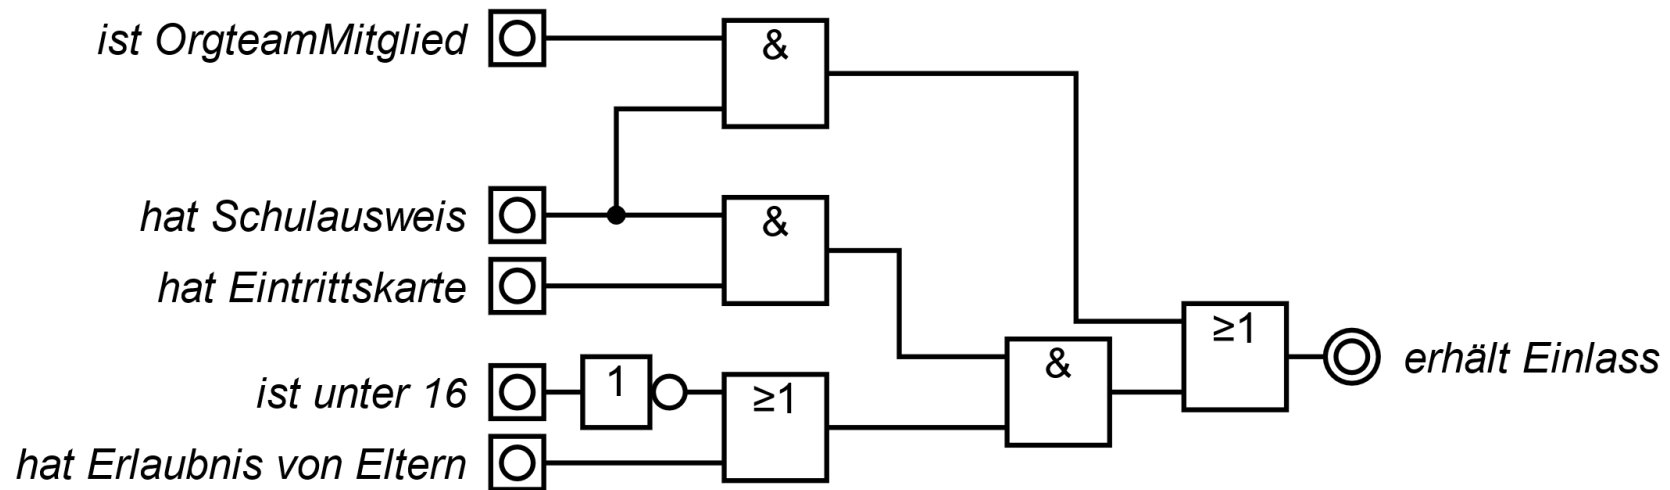 ist OrgteamMitglied
&
hat Schulausweis
&
hat Eintrittskarte
≥1
erhält Einlass
&
ist unter 16
1
≥1
hat Erlaubnis von Eltern